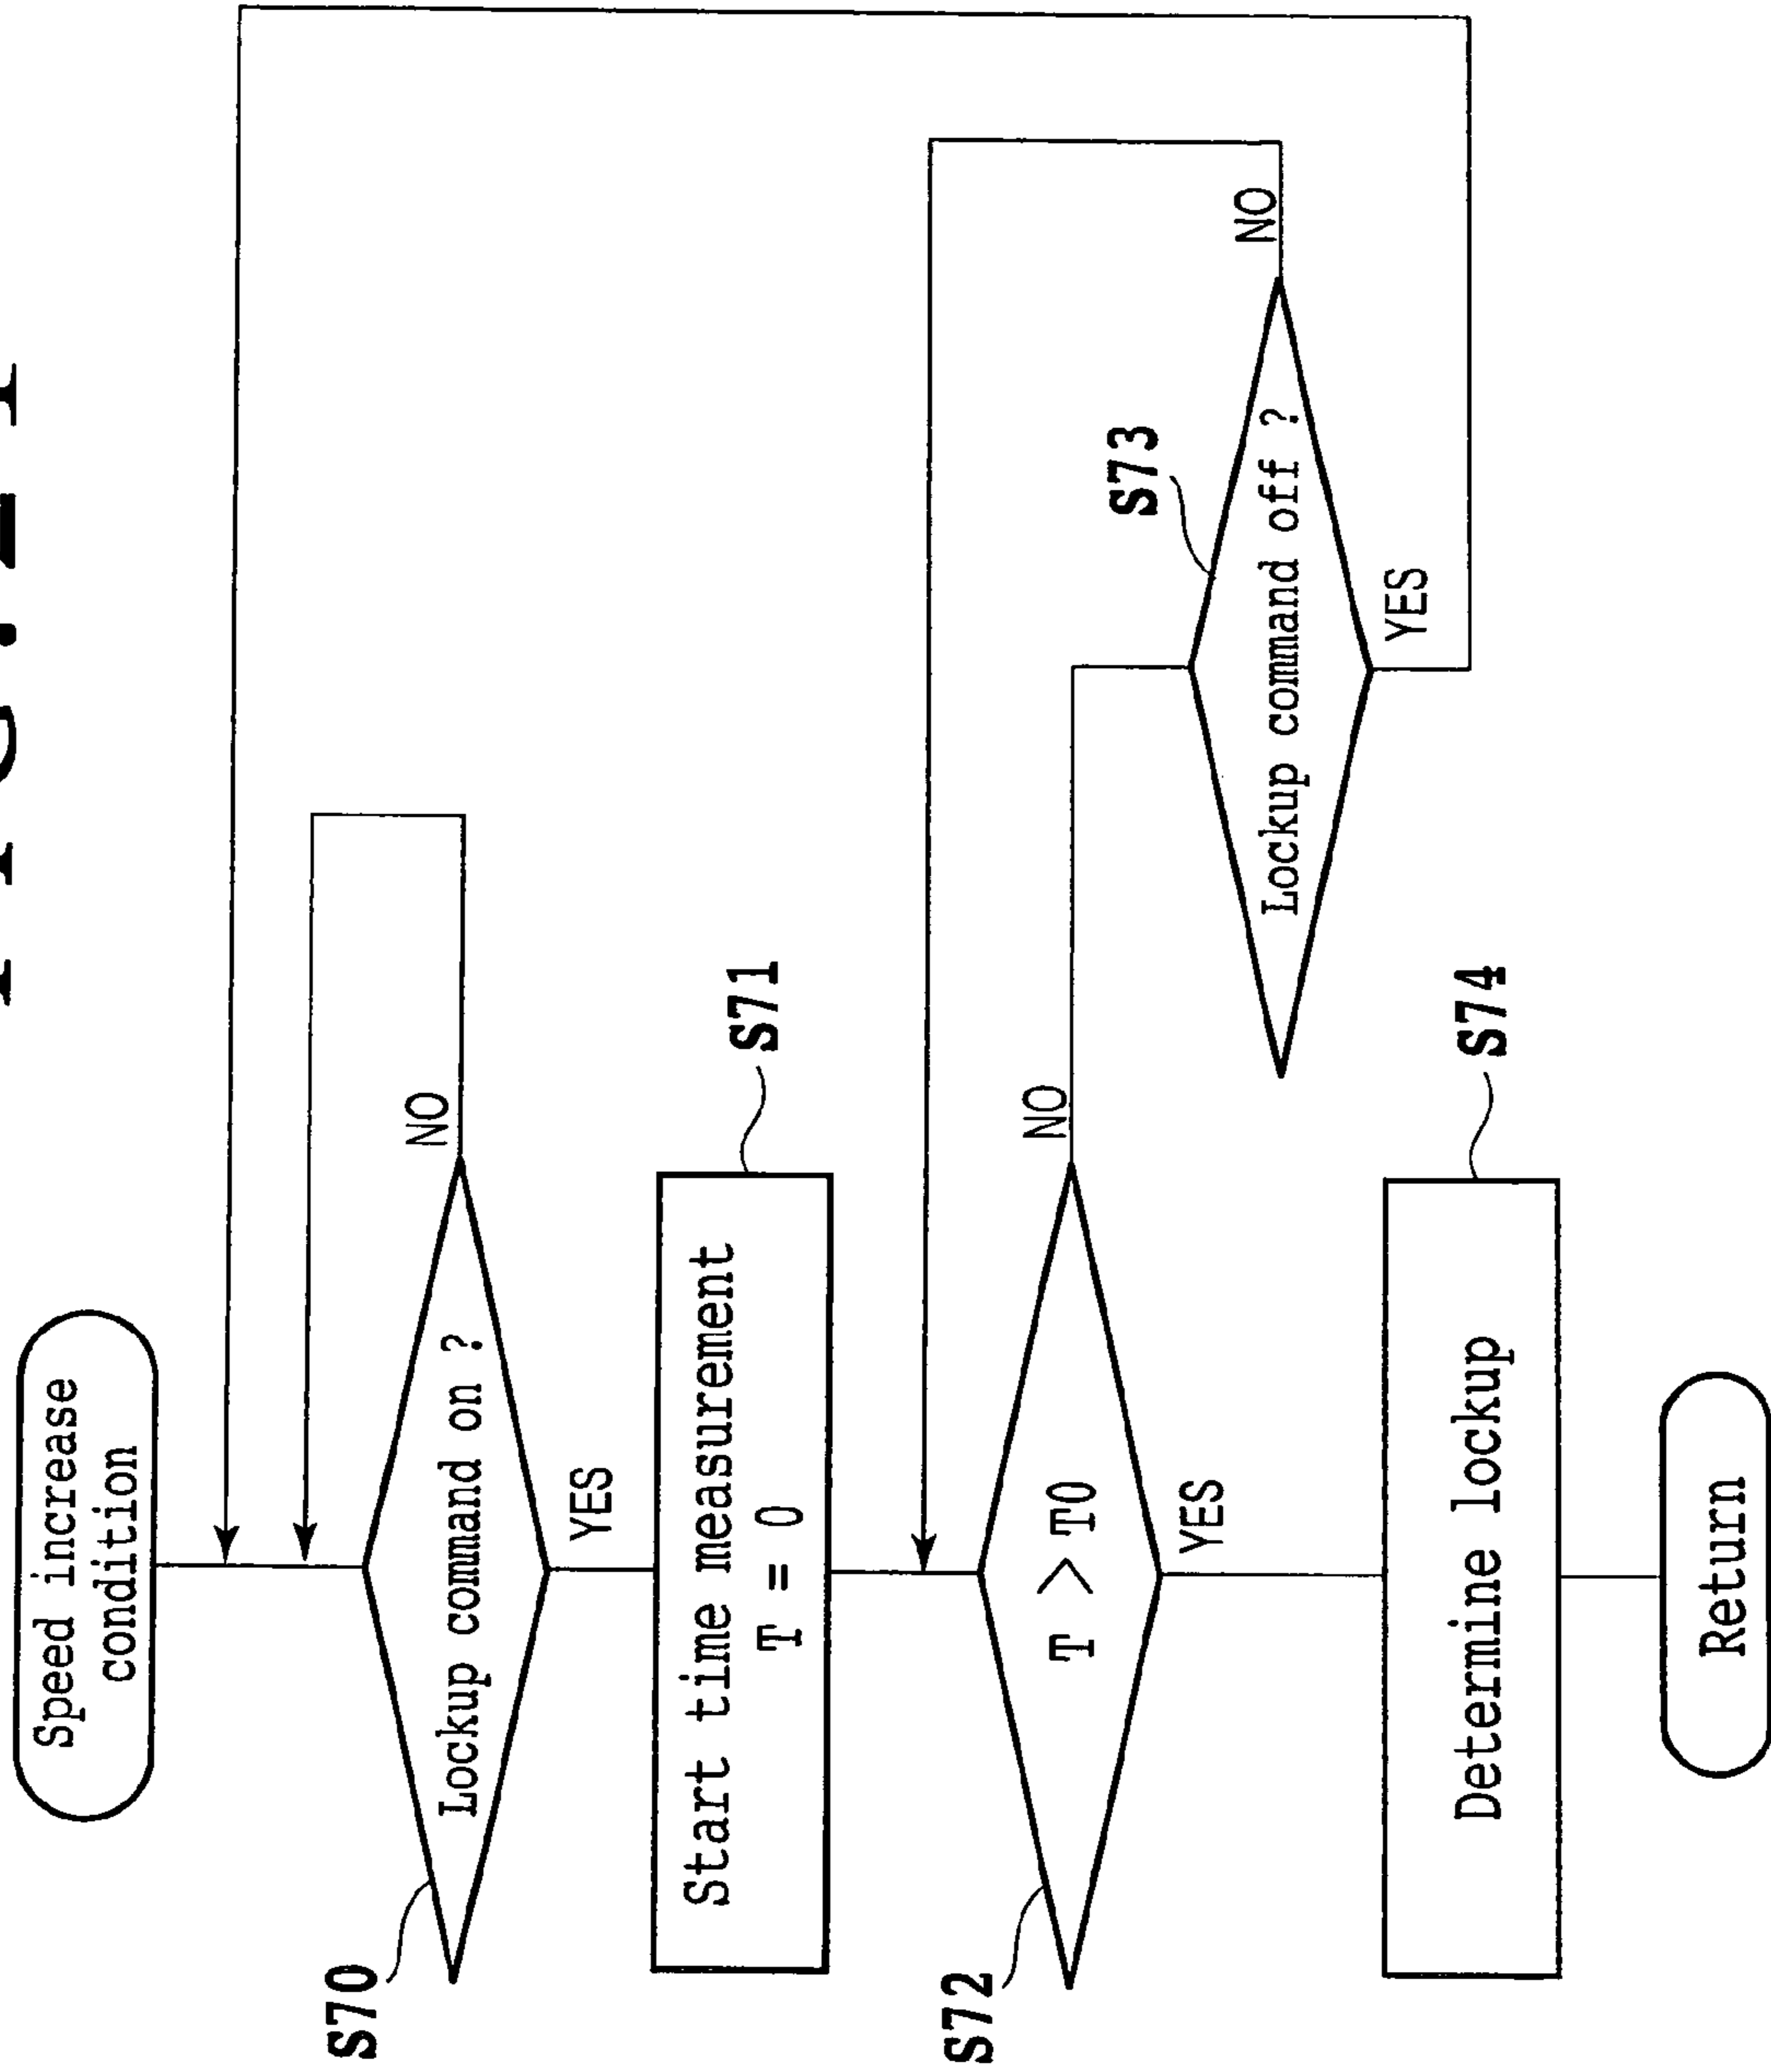 Speed increase
condition
S70
Lockup command on ?
NO
YES
S71
Start time measurement
T = 0
S72
T > T0
NO
YES
S73
Lockup command off ?
NO
YES
S74
Determine lockup
Return